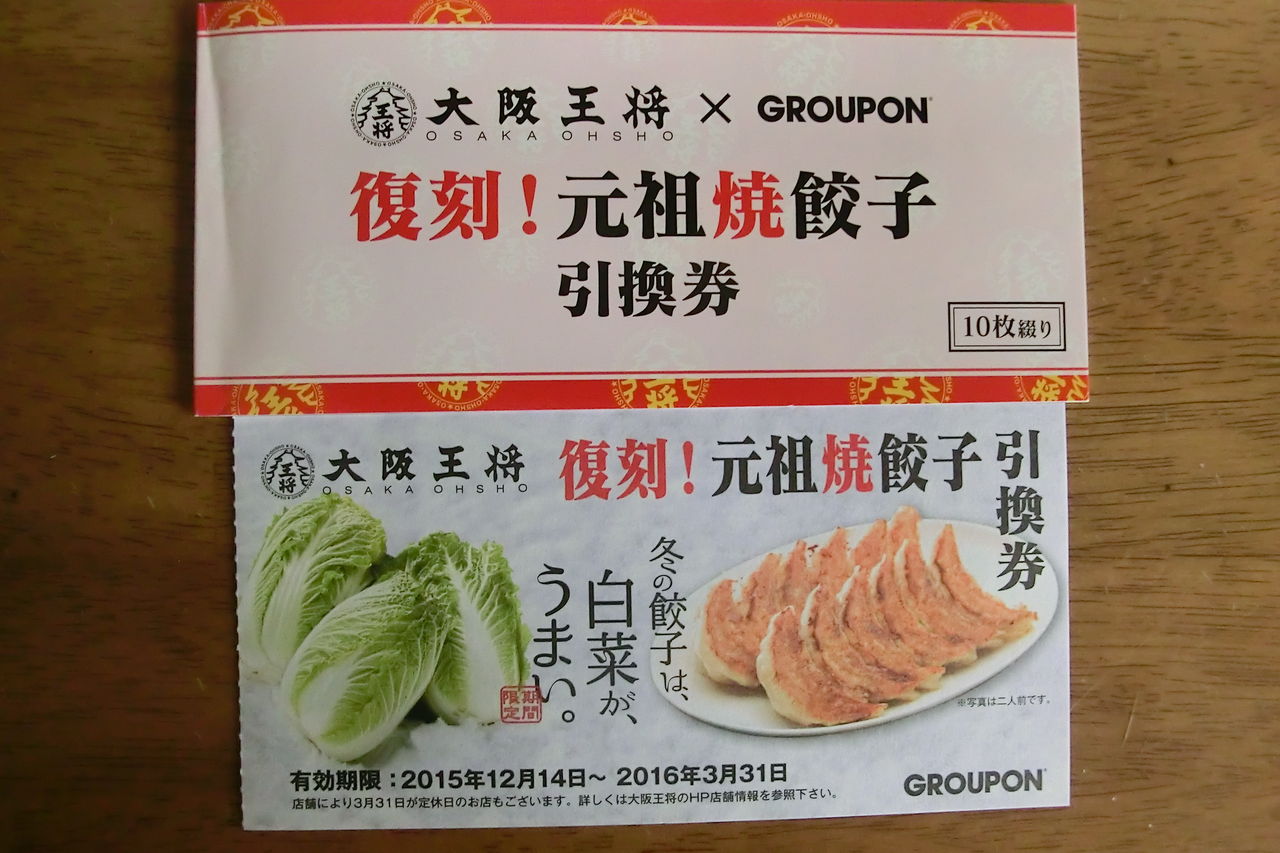 大阪王将 × GROUPON
OSAKA OHSHO
王将
復刻！元祖焼餃子
引換券
10枚綴り
王将
大阪王将
OSAKA OHSHO
復刻！元祖焼餃子
引換券
冬の餃子は、
白菜が、
うまい。
期間
限定
※写真は二人前です。
有効期限：2015年12月14日～ 2016年3月31日
店舗により3月31日が定休日のお店もございます。詳しくは大阪王将のHP店舗情報を参照下さい。
GROUPON